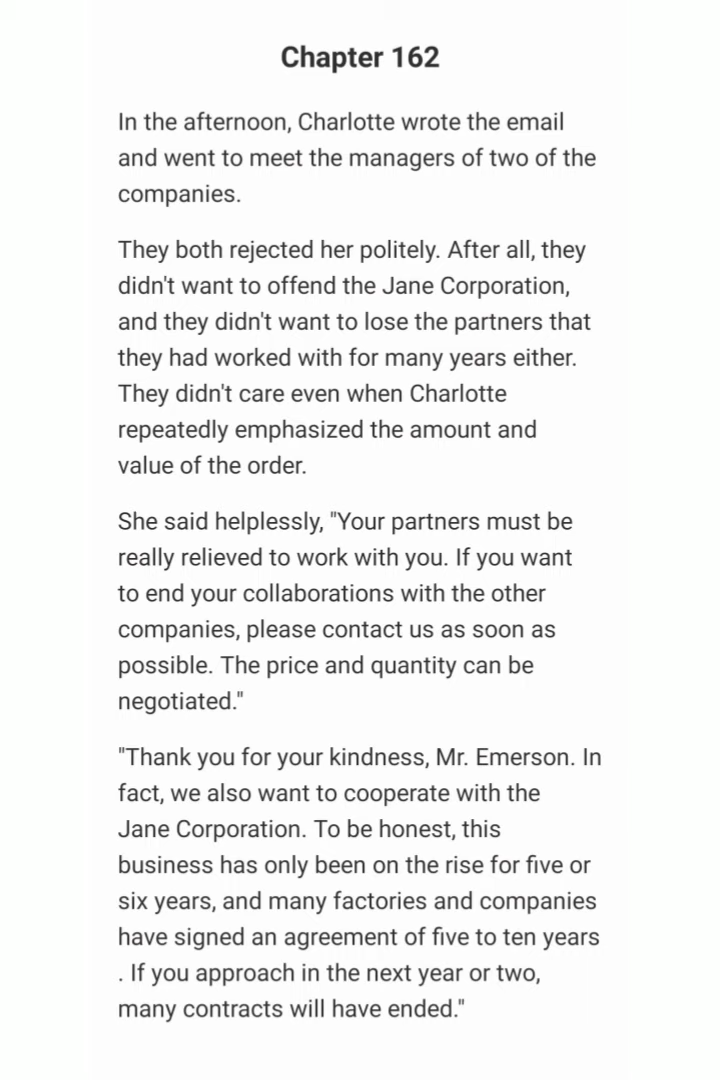 Chapter 162
In the afternoon, Charlotte wrote the email
and went to meet the managers of two of the
companies.
They both rejected her politely. After all, they
didn't want to offend the Jane Corporation,
and they didn't want to lose the partners that
they had worked with for many years either.
They didn't care even when Charlotte
repeatedly emphasized the amount and
value of the order.
She said helplessly, "Your partners must be
really relieved to work with you. If you want
to end your collaborations with the other
companies, please contact us as soon as
possible. The price and quantity can be
negotiated."
"Thank you for your kindness, Mr. Emerson. In
fact, we also want to cooperate with the
Jane Corporation. To be honest, this
business has only been on the rise for five or
six years, and many factories and companies
have signed an agreement of five to ten years
. If you approach in the next year or two,
many contracts will have ended."